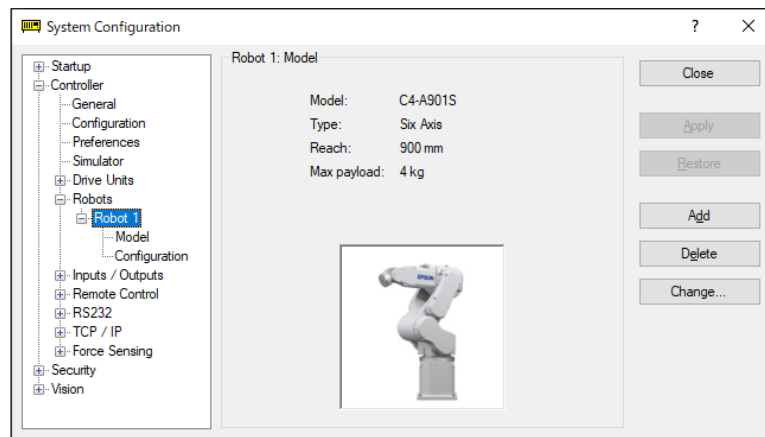 System Configuration
?
Startup
Controller
General
Configuration
Preferences
Simulator
Drive Units
Robots
Robot 1
Model
Configuration
Inputs / Outputs
Remote Control
RS232
TCP / IP
Force Sensing
Security
Vision
Robot 1: Model
Model: C4-A901S
Type: Six Axis
Reach: 900 mm
Max payload: 4 kg
EPSON
Close
Apply
Restore
Add
Delete
Change...